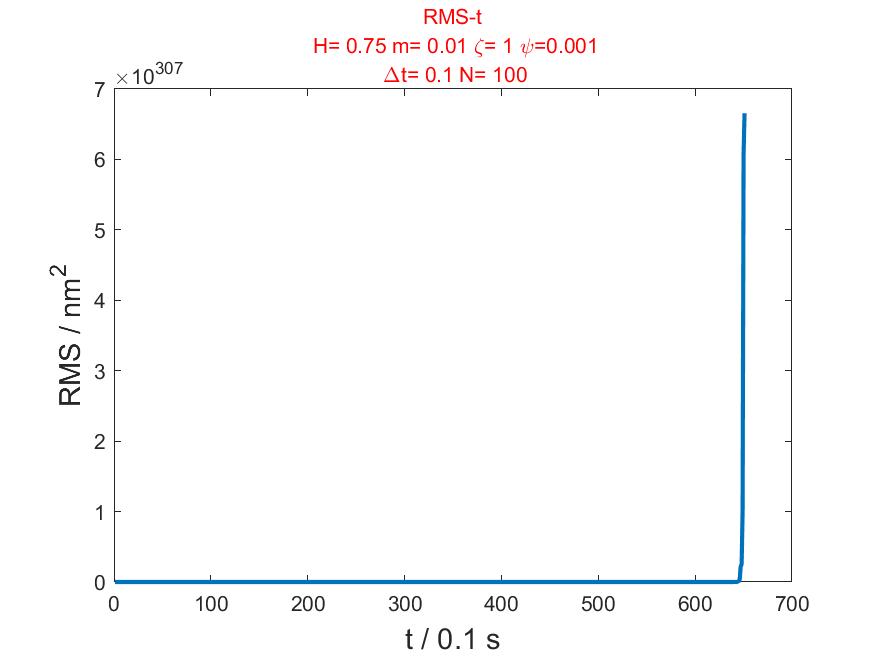 RMS-t
H= 0.75 m= 0.01 ζ= 1 ψ=0.001
Δt= 0.1 N= 100
×10^307
7
6
5
4
3
2
1
0
RMS / nm^2
0 100 200 300 400 500 600 700
t / 0.1 s